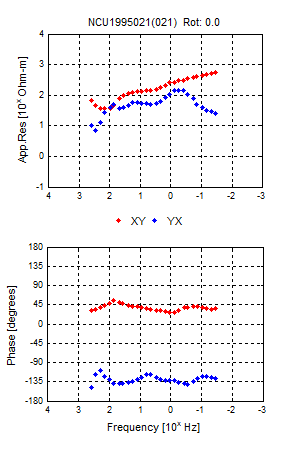 NCU1995021(021)  Rot: 0.0
App.Res [10ˣ Ohm-m]
4
3
2
1
0
-1
4 3 2 1 0 -1 -2 -3
XY YX
Phase [degrees]
180
135
90
45
0
-45
-90
-135
-180
4 3 2 1 0 -1 -2 -3
Frequency [10ˣ Hz]